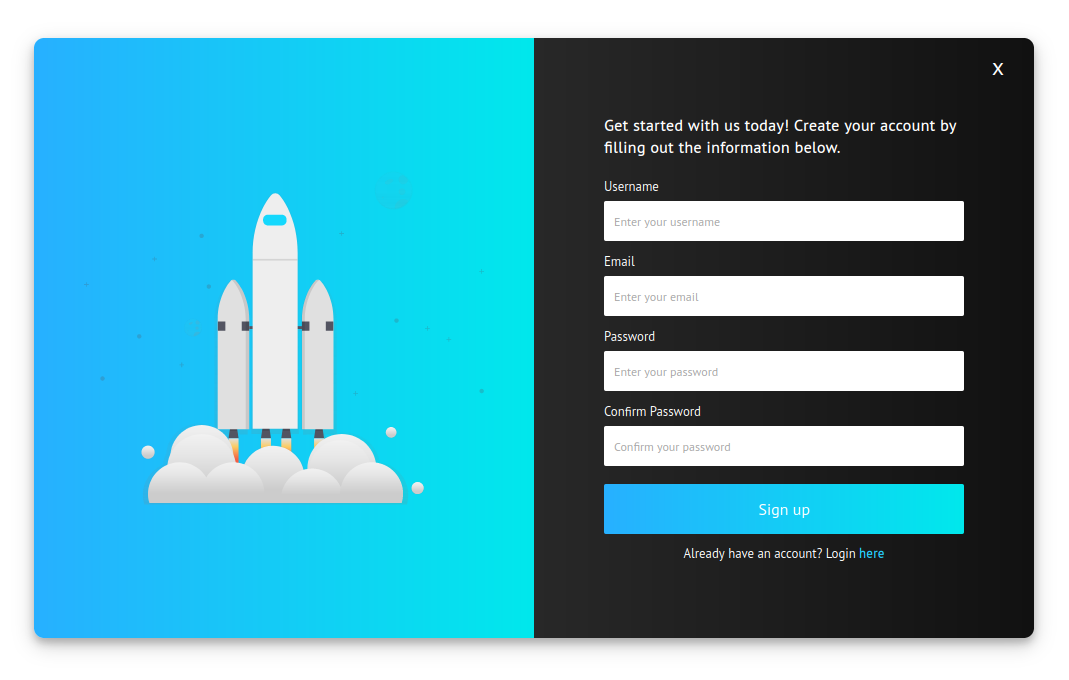 X
Get started with us today! Create your account by
filling out the information below.
Username
Enter your username
Email
Enter your email
Password
Enter your password
Confirm Password
Confirm your password
Sign up
Already have an account? Login here